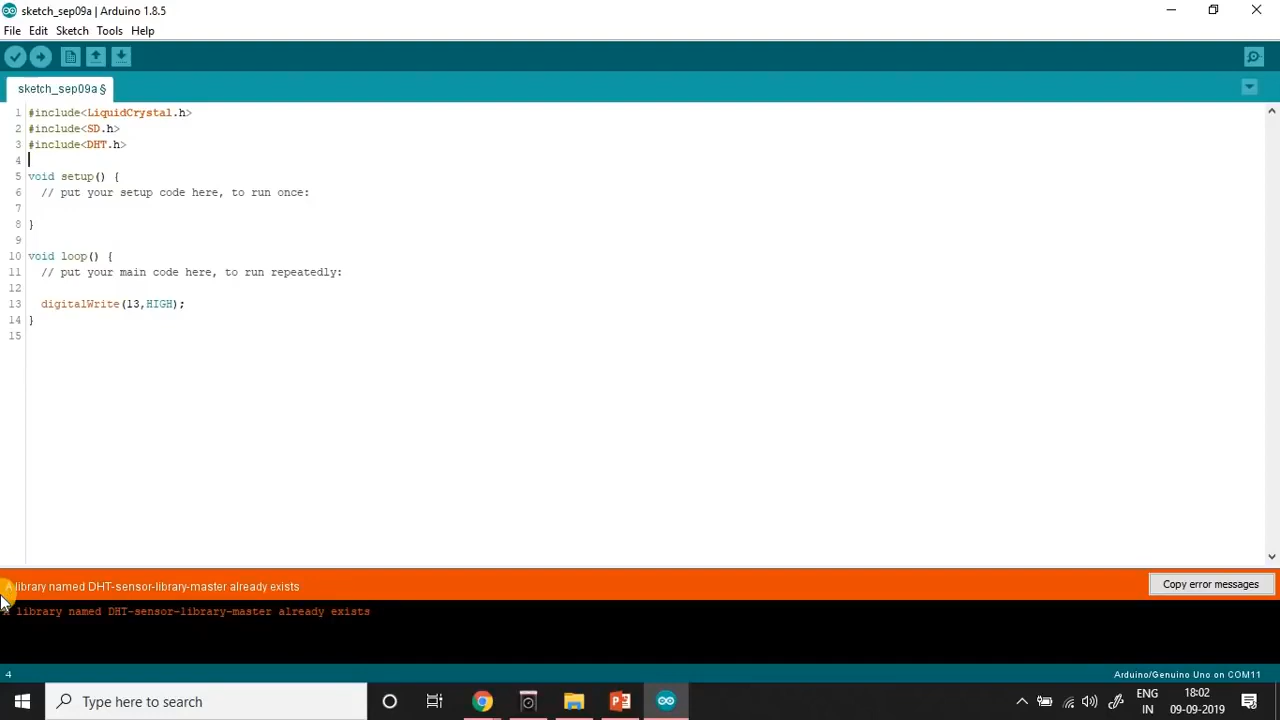 sketch_sep09a | Arduino 1.8.5
File Edit Sketch Tools Help
sketch_sep09a §
1 #include<LiquidCrystal.h>
2 #include<SD.h>
3 #include<DHT.h>
4
5 void setup() {
6 // put your setup code here, to run once:
7
8 }
9
10 void loop() {
11 // put your main code here, to run repeatedly:
12
13 digitalWrite(13,HIGH);
14 }
15
A library named DHT-sensor-library-master already exists
Copy error messages
A library named DHT-sensor-library-master already exists
4
Arduino/Genuino Uno on COM11
Type here to search
ENG
IN
18:02
09-09-2019